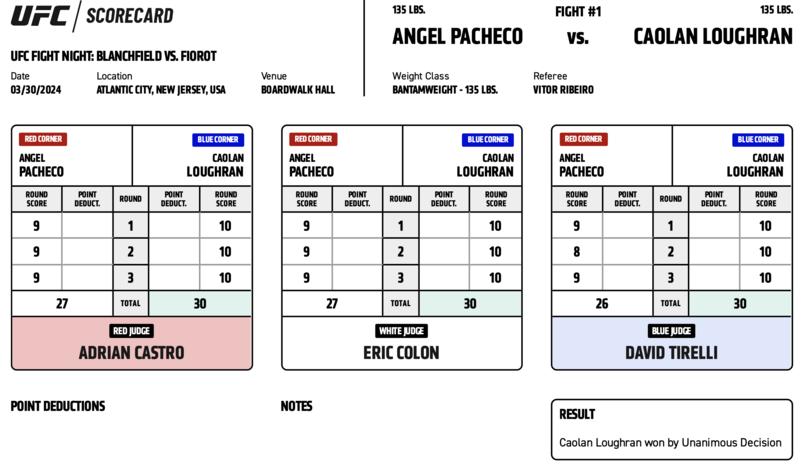 UFC SCORECARD
UFC FIGHT NIGHT: BLANCHFIELD VS. FIOROT
Date Location Venue
03/30/2024 ATLANTIC CITY, NEW JERSEY, USA BOARDWALK HALL
135 LBS. FIGHT #1 135 LBS.
ANGEL PACHECO VS. CAOLAN LOUGHRAN
Weight Class Referee
BANTAMWEIGHT - 135 LBS. VITOR RIBEIRO
RED CORNER BLUE CORNER
ANGEL CAOLAN
PACHECO LOUGHRAN
ROUND POINT ROUND POINT ROUND
SCORE DEDUCT. DEDUCT. SCORE
9 1 10
9 2 10
9 3 10
27 TOTAL 30
RED JUDGE
ADRIAN CASTRO
RED CORNER BLUE CORNER
ANGEL CAOLAN
PACHECO LOUGHRAN
ROUND POINT ROUND POINT ROUND
SCORE DEDUCT. DEDUCT. SCORE
9 1 10
9 2 10
9 3 10
27 TOTAL 30
WHITE JUDGE
ERIC COLON
RED CORNER BLUE CORNER
ANGEL CAOLAN
PACHECO LOUGHRAN
ROUND POINT ROUND POINT ROUND
SCORE DEDUCT. DEDUCT. SCORE
9 1 10
8 2 10
9 3 10
26 TOTAL 30
BLUE JUDGE
DAVID TIRELLI
POINT DEDUCTIONS
NOTES
RESULT
Caolan Loughran won by Unanimous Decision